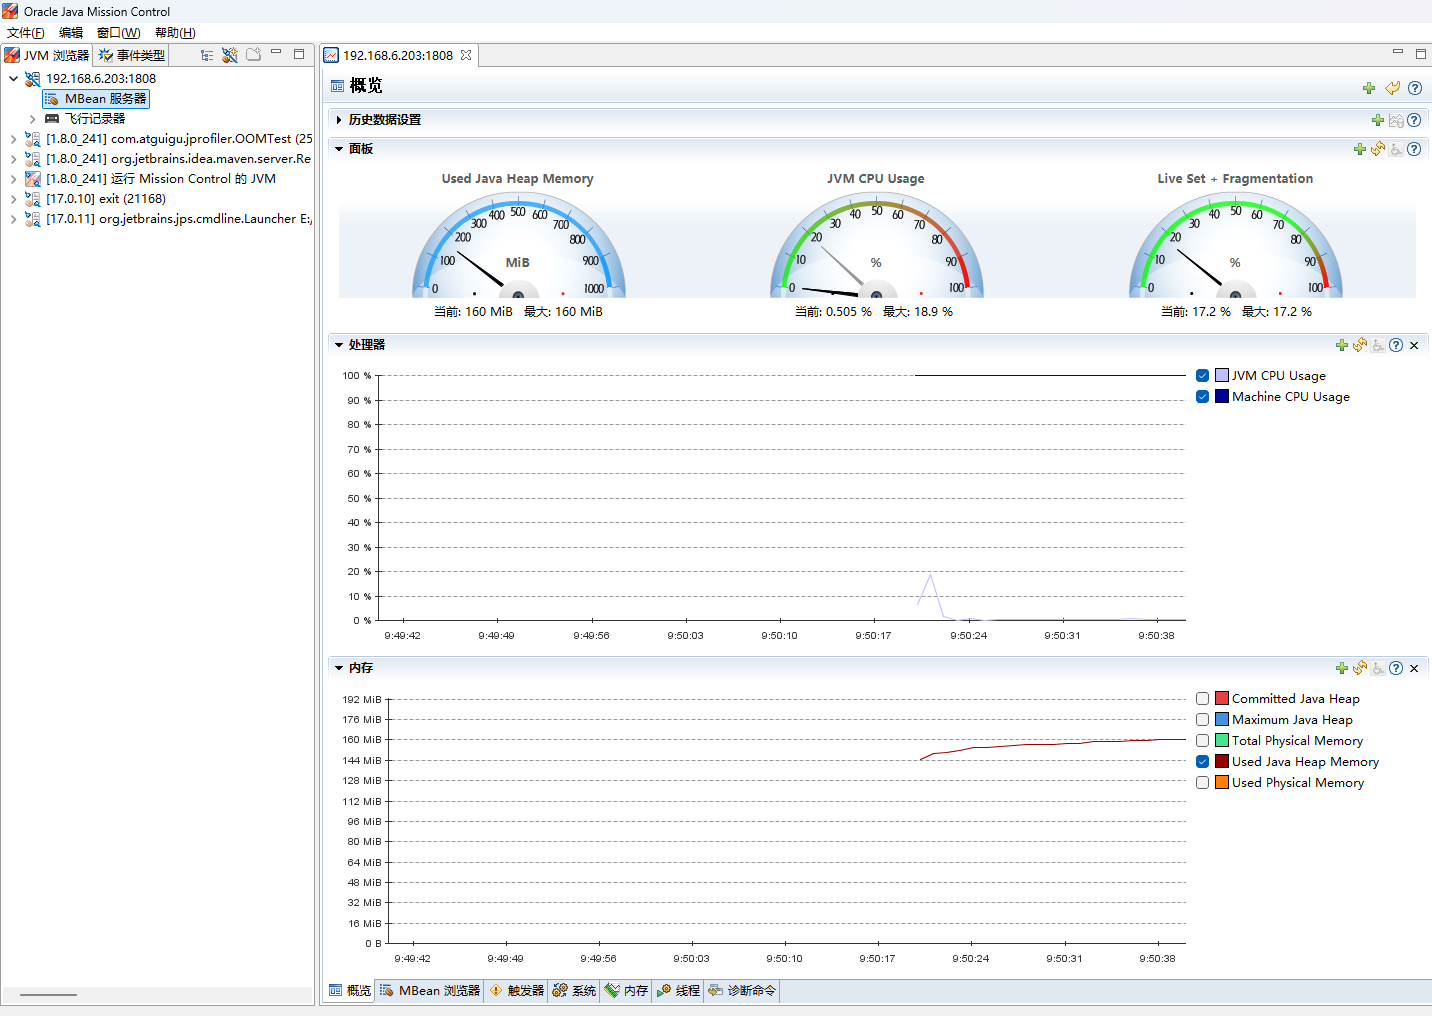 Oracle Java Mission Control
文件(F) 编辑 窗口(W) 帮助(H)
JVM 浏览器 事件类型
192.168.6.203:1808
MBean 服务器
飞行记录器
[1.8.0_241] com.atguigu.jprofiler.OOMTest (25
[1.8.0_241] org.jetbrains.idea.maven.server.Re
[1.8.0_241] 运行 Mission Control 的 JVM
[17.0.10] exit (21168)
[17.0.11] org.jetbrains.jps.cmdline.Launcher E:/
192.168.6.203:1808
概览
历史数据设置
面板
Used Java Heap Memory
0 100 200 300 400 500 600 700 800 900 1000
MiB
当前: 160 MiB 最大: 160 MiB
JVM CPU Usage
0 10 20 30 40 50 60 70 80 90 100
%
当前: 0.505 % 最大: 18.9 %
Live Set + Fragmentation
0 10 20 30 40 50 60 70 80 90 100
%
当前: 17.2 % 最大: 17.2 %
处理器
100 %
90 %
80 %
70 %
60 %
50 %
40 %
30 %
20 %
10 %
0 %
9:49:42 9:49:49 9:49:56 9:50:03 9:50:10 9:50:17 9:50:24 9:50:31 9:50:38
JVM CPU Usage
Machine CPU Usage
内存
192 MiB
176 MiB
160 MiB
144 MiB
128 MiB
112 MiB
96 MiB
80 MiB
64 MiB
48 MiB
32 MiB
16 MiB
0 B
9:49:42 9:49:49 9:49:56 9:50:03 9:50:10 9:50:17 9:50:24 9:50:31 9:50:38
Committed Java Heap
Maximum Java Heap
Total Physical Memory
Used Java Heap Memory
Used Physical Memory
概览 MBean 浏览器 触发器 系统 内存 线程 诊断命令